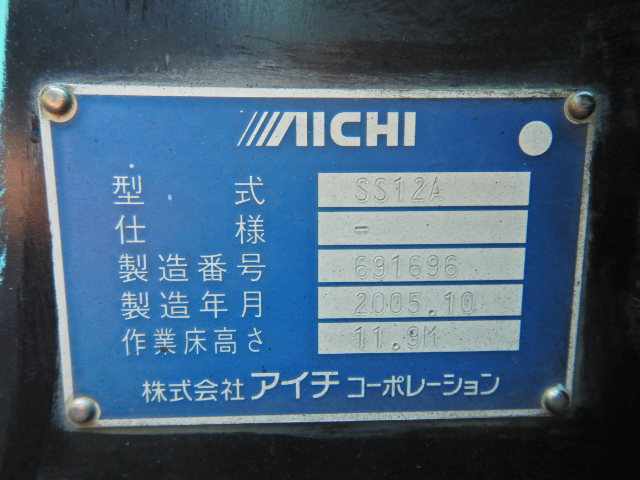 AICHI
型式 SS12A
仕様 -
製造番号 691696
製造年月 2005.10
作業床高さ 11.9M
株式会社 アイチ コーポレーション